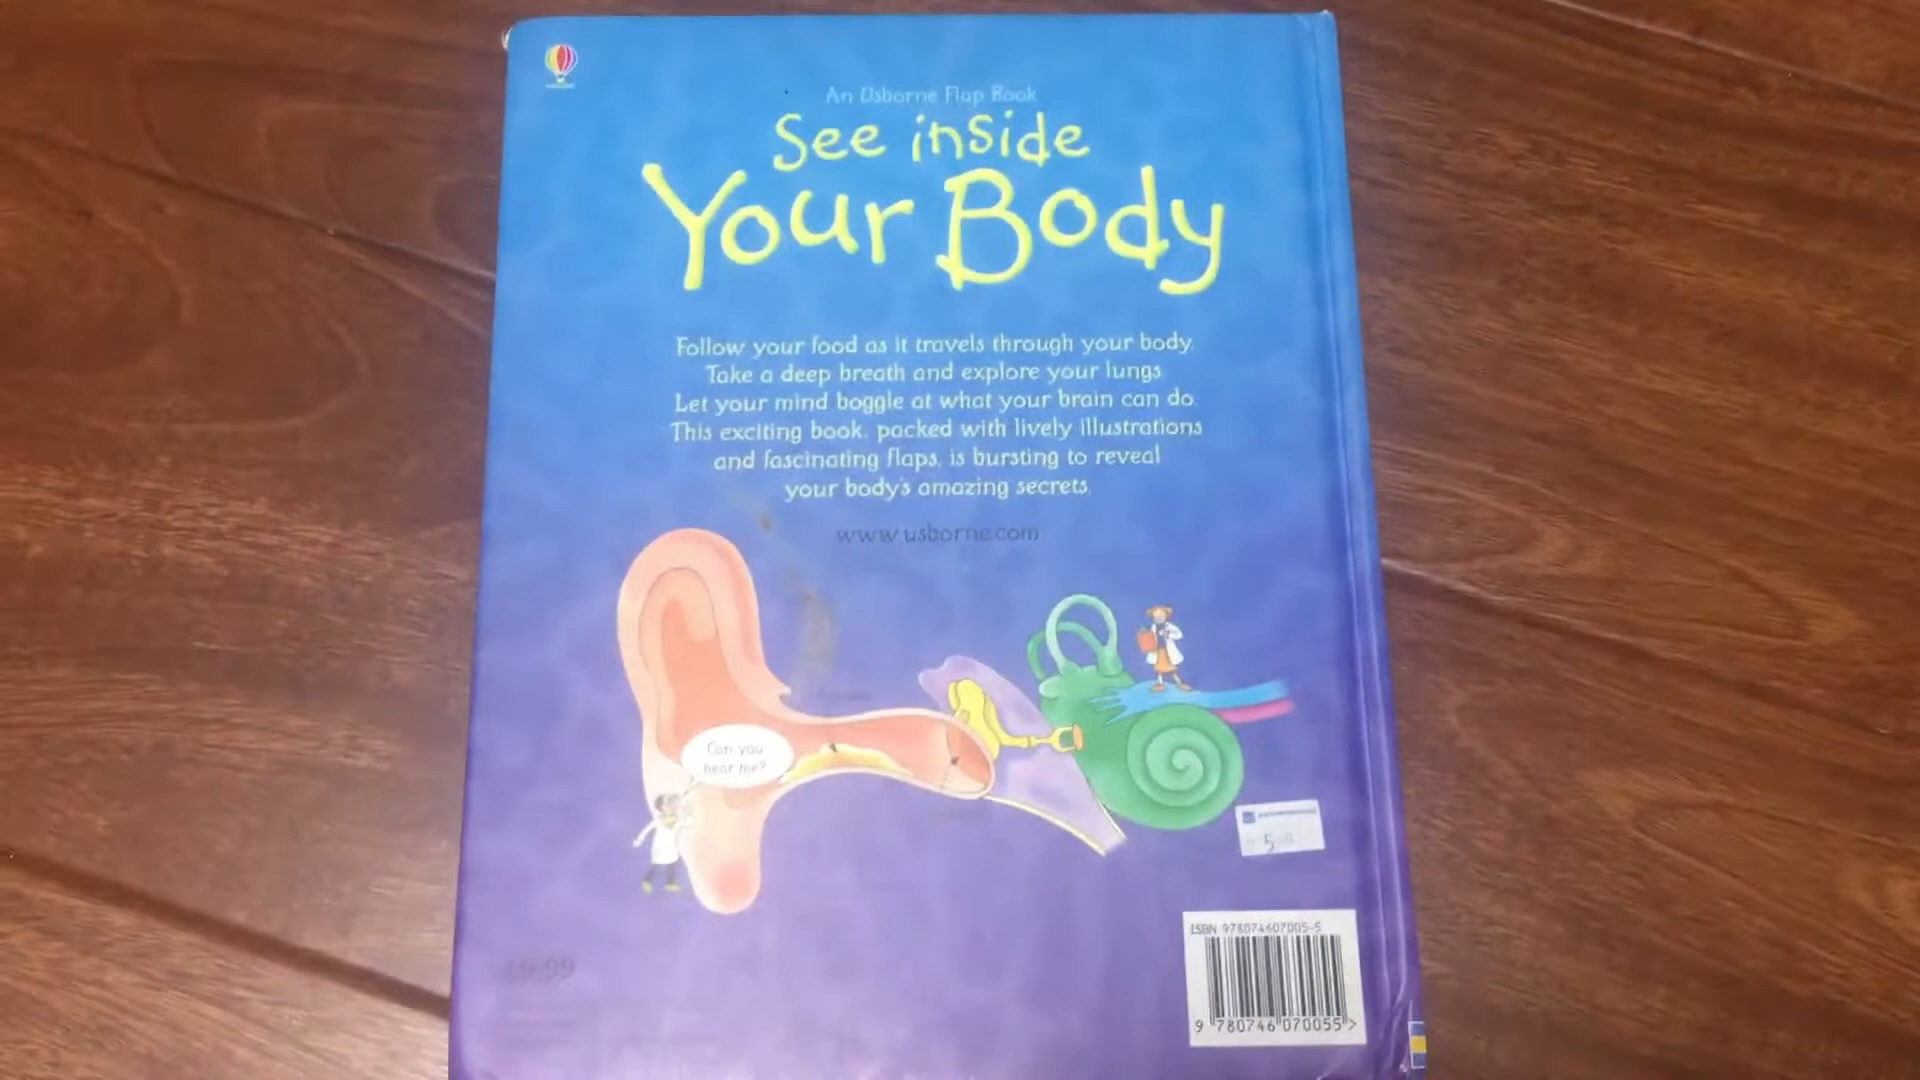 An Usborne Flap Book
See inside
Your Body
Follow your food as it travels through your body.
Take a deep breath and explore your lungs.
Let your mind boggle at what your brain can do.
This exciting book, packed with lively illustrations
and fascinating flaps, is bursting to reveal
your body's amazing secrets.
www.usborne.com
Can you
hear me?
£9.99
ISBN 978074607005-5
9 780746 070055 >